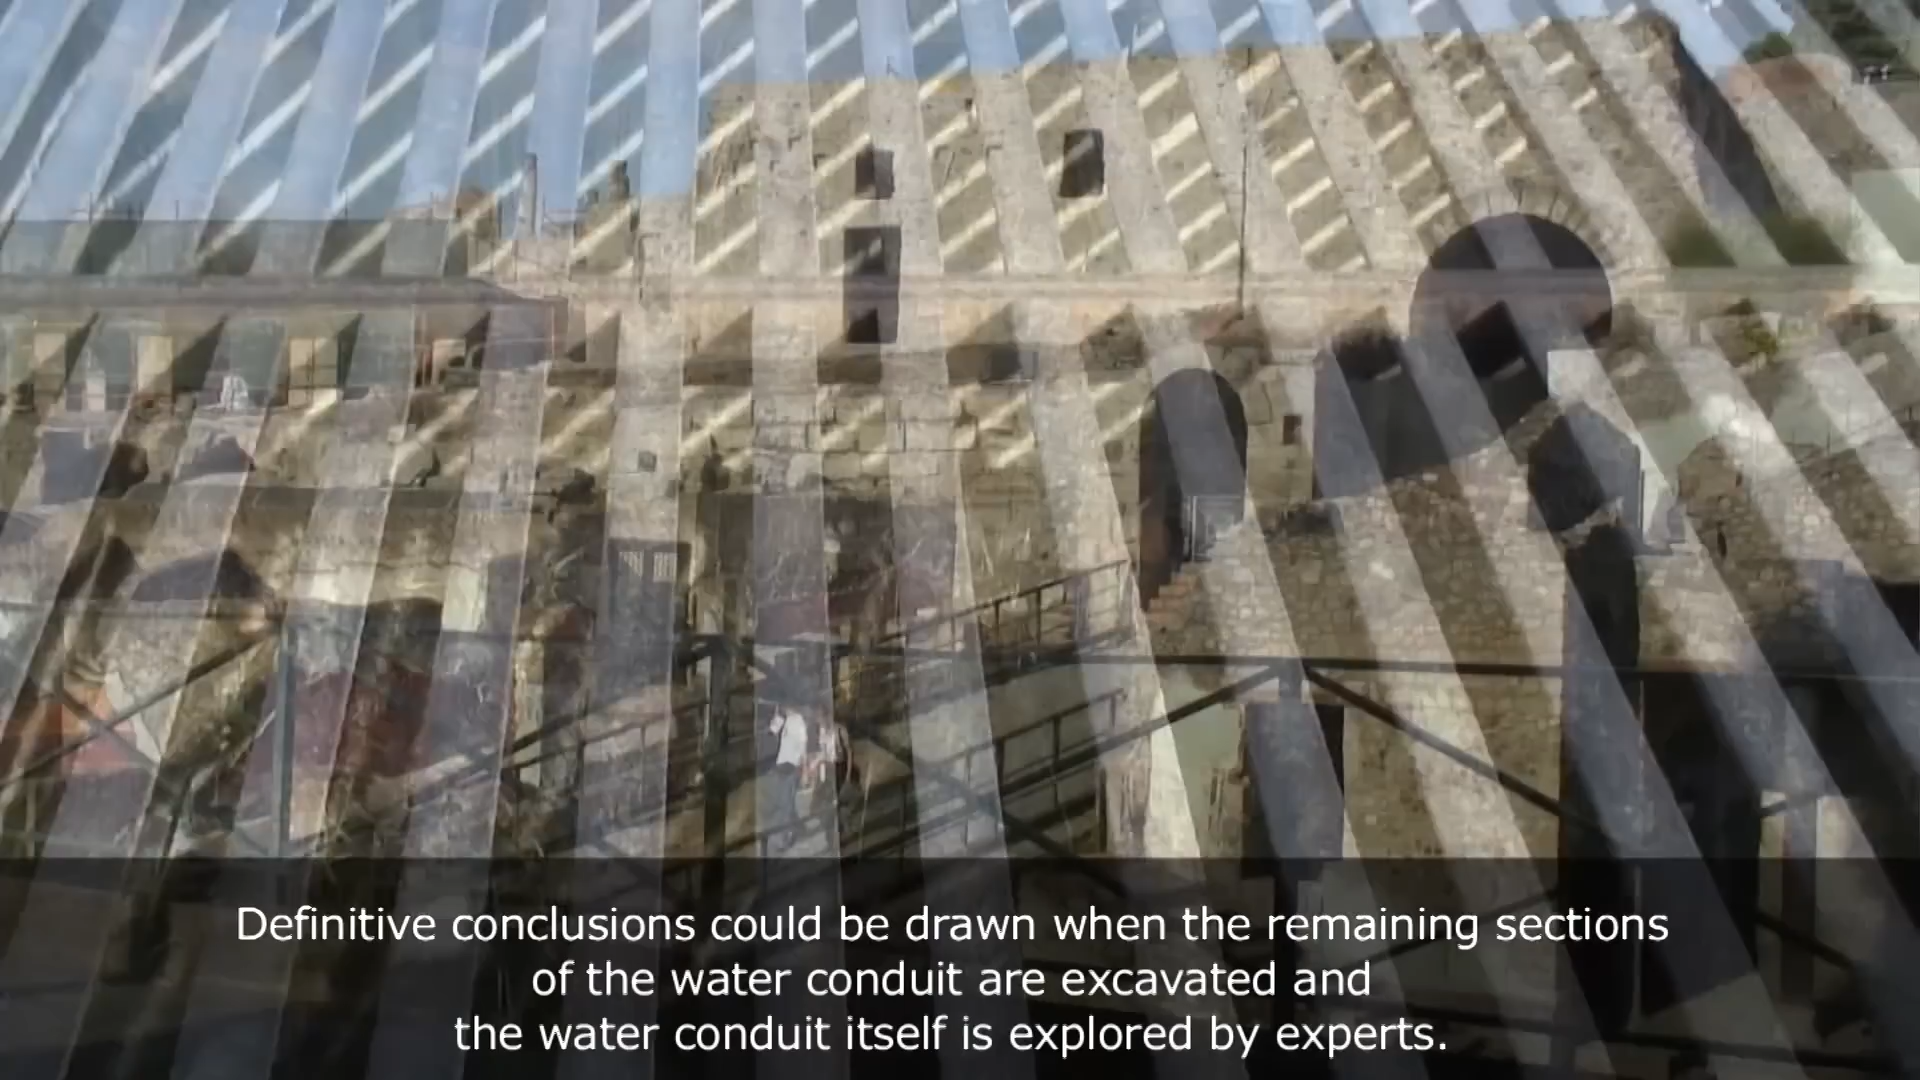 Definitive conclusions could be drawn when the remaining sections
of the water conduit are excavated and
the water conduit itself is explored by experts.